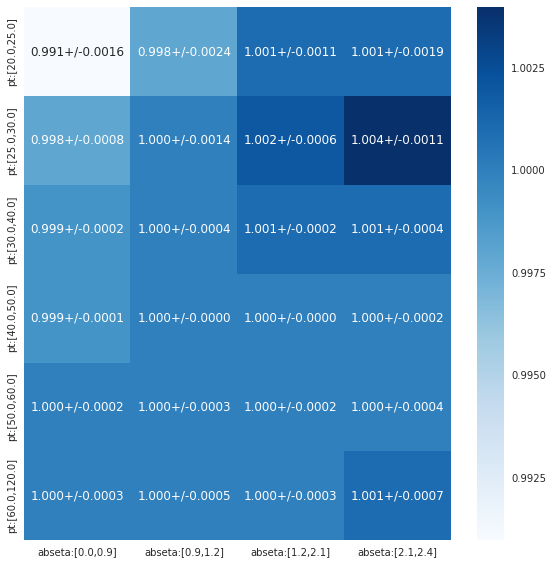 pt:[20.0,25.0]
0.991+/-0.0016 0.998+/-0.0024 1.001+/-0.0011 1.001+/-0.0019
pt:[25.0,30.0]
0.998+/-0.0008 1.000+/-0.0014 1.002+/-0.0006 1.004+/-0.0011
pt:[30.0,40.0]
0.999+/-0.0002 1.000+/-0.0004 1.001+/-0.0002 1.001+/-0.0004
pt:[40.0,50.0]
0.999+/-0.0001 1.000+/-0.0000 1.000+/-0.0000 1.000+/-0.0002
pt:[50.0,60.0]
1.000+/-0.0002 1.000+/-0.0003 1.000+/-0.0002 1.000+/-0.0004
pt:[60.0,120.0]
1.000+/-0.0003 1.000+/-0.0005 1.000+/-0.0003 1.001+/-0.0007
abseta:[0.0,0.9] abseta:[0.9,1.2] abseta:[1.2,2.1] abseta:[2.1,2.4]
1.0025
1.0000
0.9975
0.9950
0.9925